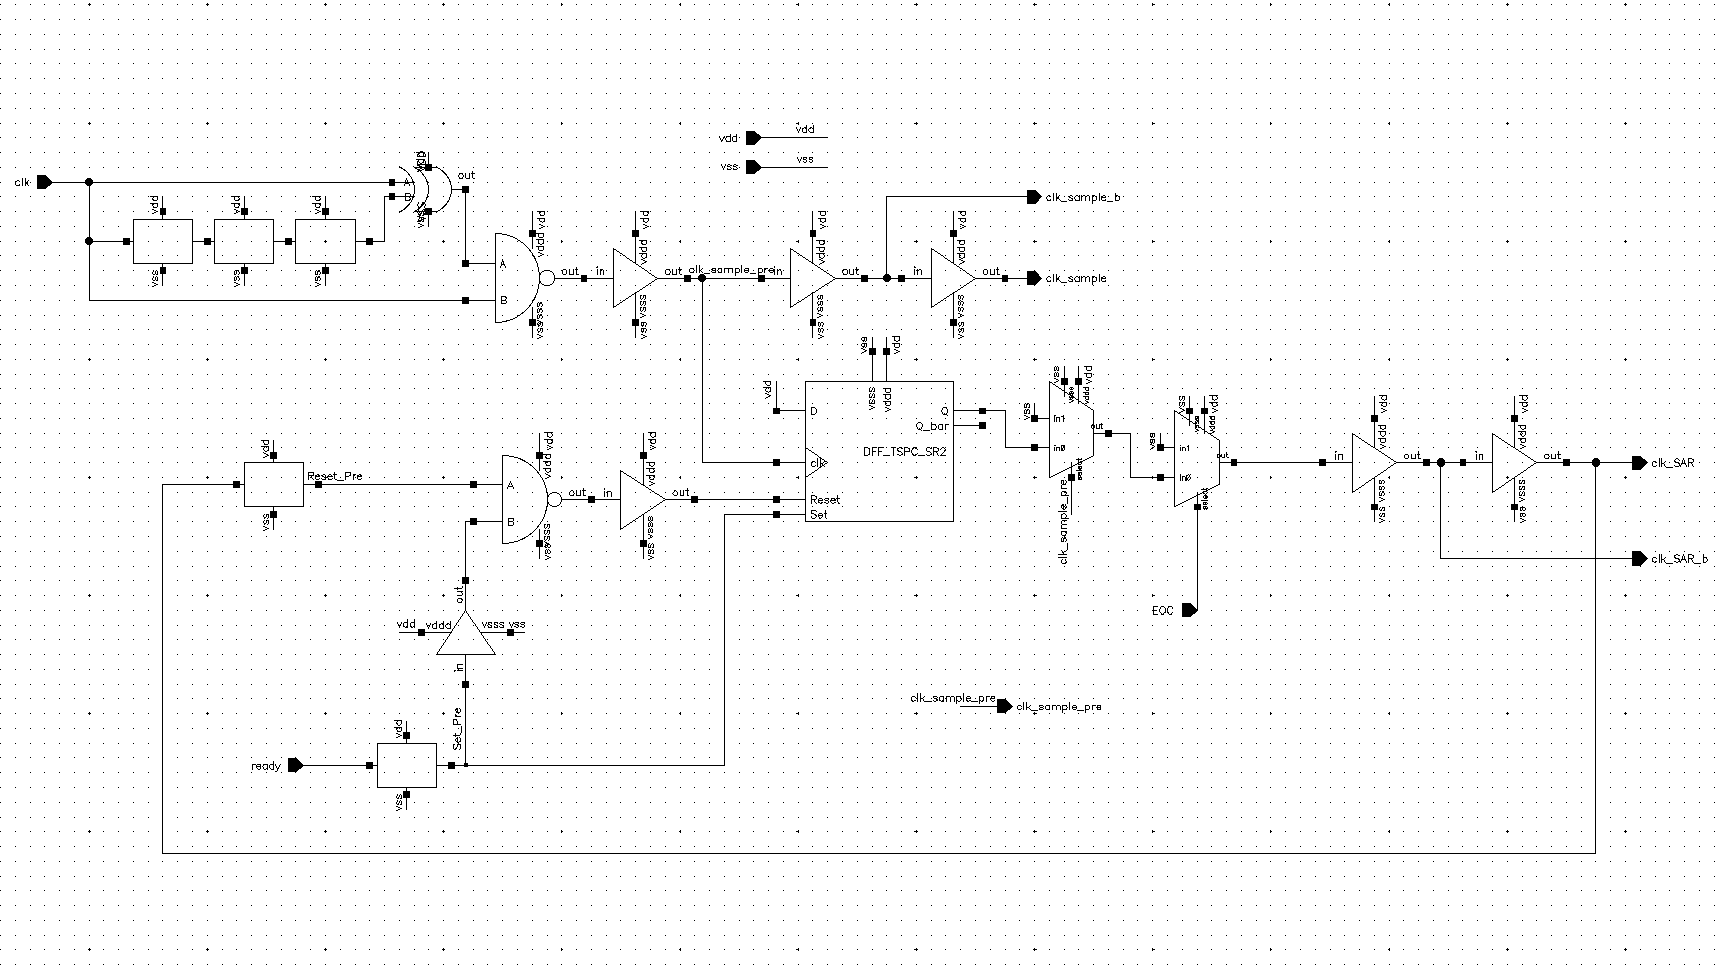 vdd vdd
vss vss
clk
vdd
vdd
vdd
vss
vss
vss
A
B
vdd
vss
out
A
B
vdd
vddd
vss
vsss
out
in
vdd
vddd
vss vsss
out
clk_sample_pre
in
vdd
vddd
vss vsss
out
in
vdd
vddd
vss vsss
out
clk_sample_b
clk_sample
vss
vdd
vsss
vddd
vdd
D
Q
Q_bar
DFF_TSPC_SR2
clk
Reset
Set
vss
vdd
vsss
vddd
vss
in1
in0
out
select
clk_sample_pre
vss
vdd
vsss
vddd
vss
in1
in0
out
select
EOC
in
vdd
vddd
vss vsss
out
in
vdd
vddd
vss vsss
out
clk_SAR
clk_SAR_b
vdd
vss
Reset_Pre
A
B
vdd
vddd
vss
vsss
out
in
vdd
vddd
vss vsss
out
out
vdd vddd vsss vss
in
Set_Pre
ready
vdd
vss
clk_sample_pre
clk_sample_pre